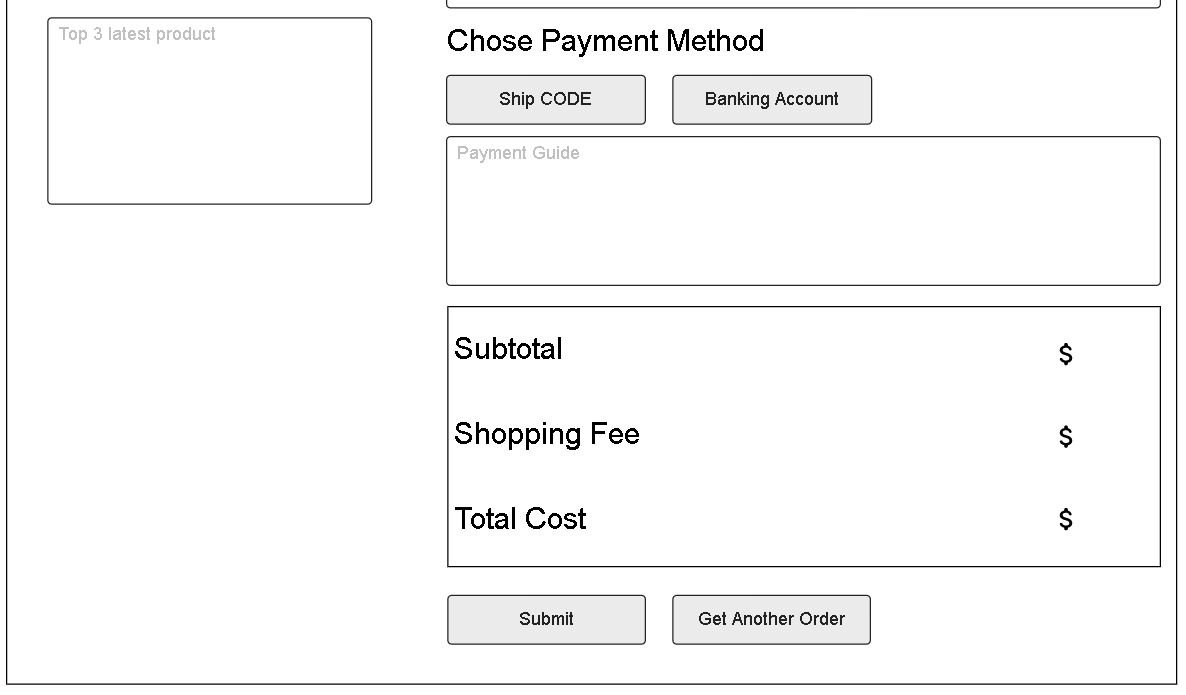 Top 3 latest product
Chose Payment Method
Ship CODE
Banking Account
Payment Guide
Subtotal $
Shopping Fee $
Total Cost $
Submit
Get Another Order